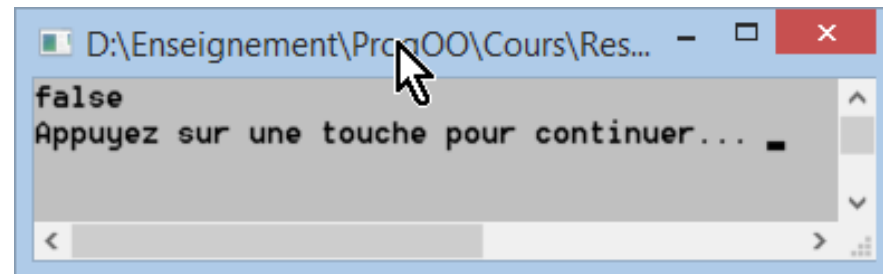 D:\Enseignement\ProgOO\Cours\Res...
false
Appuyez sur une touche pour continuer...